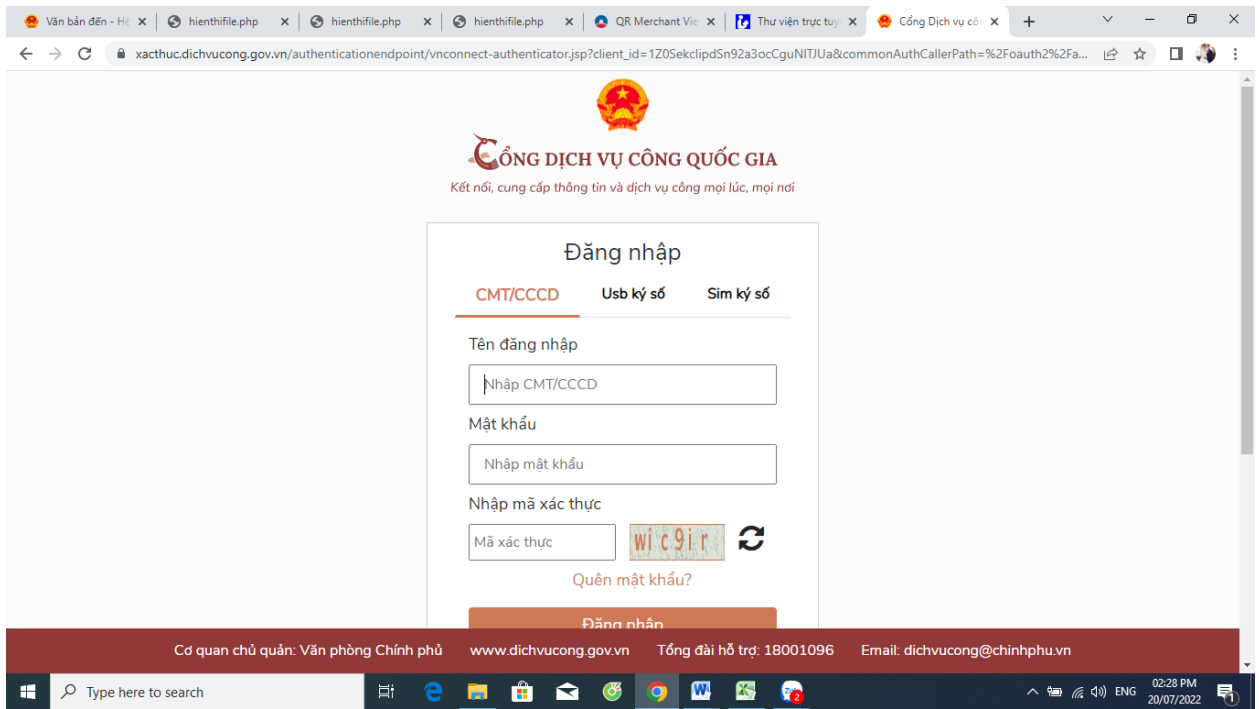 Văn bản đến - Hệ
hienthifile.php
hienthifile.php
hienthifile.php
QR Merchant Vie
Thư viện trực tuyế
Cổng Dịch vụ côn
xacthuc.dichvucong.gov.vn/authenticationendpoint/vnconnect-authenticator.jsp?client_id=1Z0SekclipdSn92a3ocCguNITJUa&commonAuthCallerPath=%2Foauth2%2Fa...
CỔNG DỊCH VỤ CÔNG QUỐC GIA
Kết nối, cung cấp thông tin và dịch vụ công mọi lúc, mọi nơi
Đăng nhập
CMT/CCCD Usb ký số Sim ký số
Tên đăng nhập
Nhập CMT/CCCD
Mật khẩu
Nhập mật khẩu
Nhập mã xác thực
Mã xác thực wic9ir
Quên mật khẩu?
Đăng nhập
Cơ quan chủ quản: Văn phòng Chính phủ www.dichvucong.gov.vn Tổng đài hỗ trợ: 18001096 Email: dichvucong@chinhphu.vn
Type here to search
ENG
02:28 PM
20/07/2022